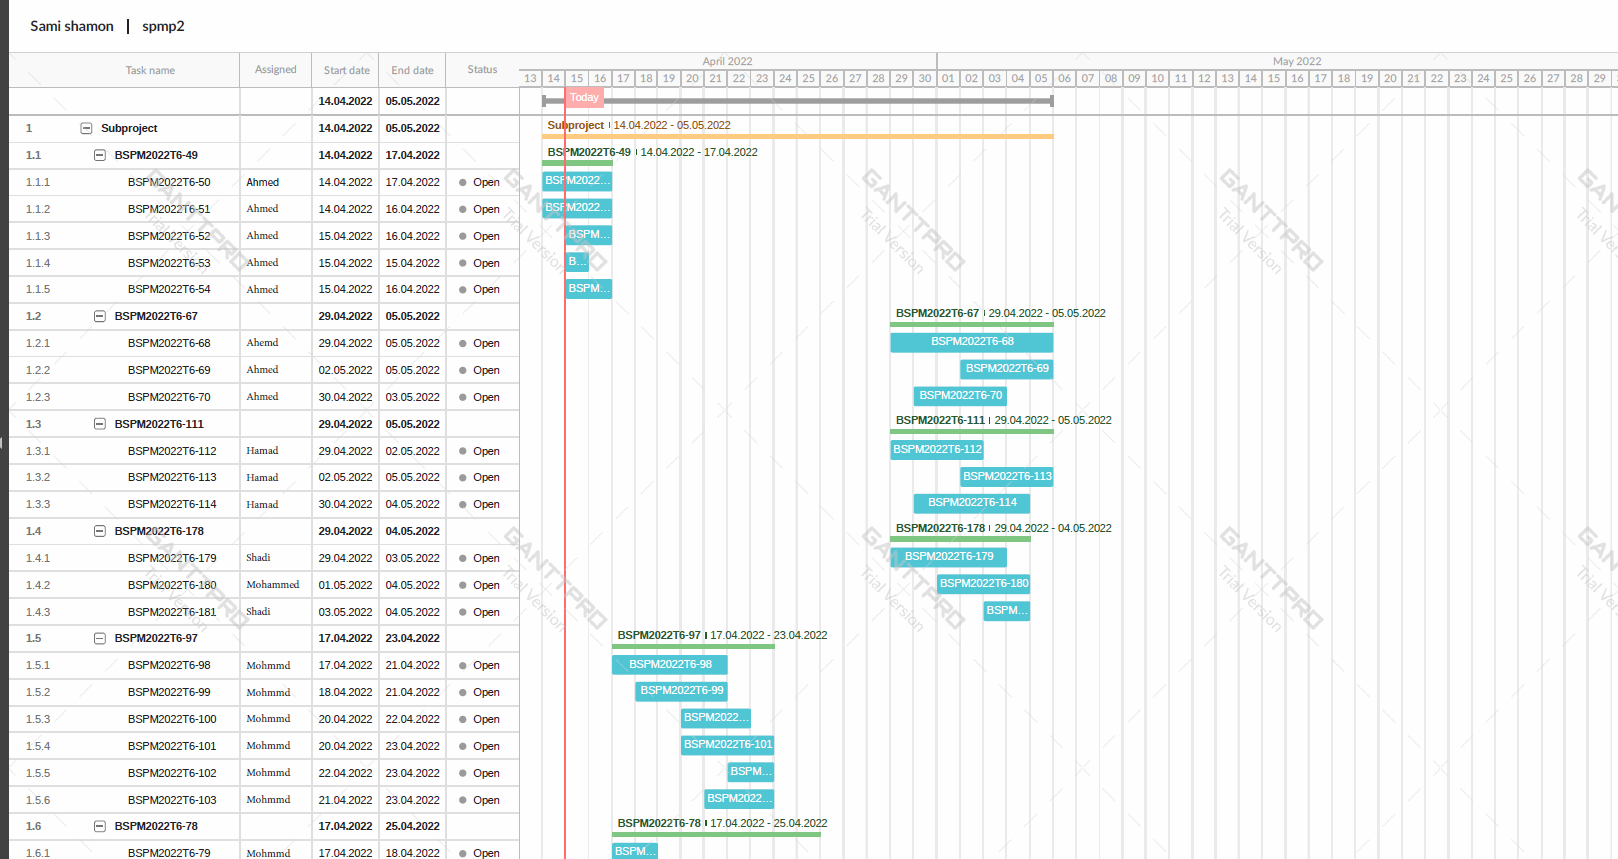 Sami shamon | spmp2
Task name Assigned Start date End date Status April 2022 May 2022
13 14 15 16 17 18 19 20 21 22 23 24 25 26 27 28 29 30 01 02 03 04 05 06 07 08 09 10 11 12 13 14 15 16 17 18 19 20 21 22 23 24 25 26 27 28 29
14.04.2022 05.05.2022 Today
1 Subproject 14.04.2022 05.05.2022 Subproject 14.04.2022 - 05.05.2022
1.1 BSPM2022T6-49 14.04.2022 17.04.2022 BSPM2022T6-49 14.04.2022 - 17.04.2022
1.1.1 BSPM2022T6-50 Ahmed 14.04.2022 17.04.2022 Open BSPM2022...
1.1.2 BSPM2022T6-51 Ahmed 14.04.2022 16.04.2022 Open BSPM2022...
1.1.3 BSPM2022T6-52 Ahmed 15.04.2022 16.04.2022 Open BSPM...
1.1.4 BSPM2022T6-53 Ahmed 15.04.2022 15.04.2022 Open B...
1.1.5 BSPM2022T6-54 Ahmed 15.04.2022 16.04.2022 Open BSPM...
1.2 BSPM2022T6-67 29.04.2022 05.05.2022 BSPM2022T6-67 29.04.2022 - 05.05.2022
1.2.1 BSPM2022T6-68 Ahemd 29.04.2022 05.05.2022 Open BSPM2022T6-68
1.2.2 BSPM2022T6-69 Ahmed 02.05.2022 05.05.2022 Open BSPM2022T6-69
1.2.3 BSPM2022T6-70 Ahmed 30.04.2022 03.05.2022 Open BSPM2022T6-70
1.3 BSPM2022T6-111 29.04.2022 05.05.2022 BSPM2022T6-111 29.04.2022 - 05.05.2022
1.3.1 BSPM2022T6-112 Hamad 29.04.2022 02.05.2022 Open BSPM2022T6-112
1.3.2 BSPM2022T6-113 Hamad 02.05.2022 05.05.2022 Open BSPM2022T6-113
1.3.3 BSPM2022T6-114 Hamad 30.04.2022 04.05.2022 Open BSPM2022T6-114
1.4 BSPM2022T6-178 29.04.2022 04.05.2022 BSPM2022T6-178 29.04.2022 - 04.05.2022
1.4.1 BSPM2022T6-179 Shadi 29.04.2022 03.05.2022 Open BSPM2022T6-179
1.4.2 BSPM2022T6-180 Mohammed 01.05.2022 04.05.2022 Open BSPM2022T6-180
1.4.3 BSPM2022T6-181 Shadi 03.05.2022 04.05.2022 Open BSPM...
1.5 BSPM2022T6-97 17.04.2022 23.04.2022 BSPM2022T6-97 17.04.2022 - 23.04.2022
1.5.1 BSPM2022T6-98 Mohmmd 17.04.2022 21.04.2022 Open BSPM2022T6-98
1.5.2 BSPM2022T6-99 Mohmmd 18.04.2022 21.04.2022 Open BSPM2022T6-99
1.5.3 BSPM2022T6-100 Mohmmd 20.04.2022 22.04.2022 Open BSPM2022...
1.5.4 BSPM2022T6-101 Mohmmd 20.04.2022 23.04.2022 Open BSPM2022T6-101
1.5.5 BSPM2022T6-102 Mohmmd 22.04.2022 23.04.2022 Open BSPM...
1.5.6 BSPM2022T6-103 Mohmmd 21.04.2022 23.04.2022 Open BSPM2022...
1.6 BSPM2022T6-78 17.04.2022 25.04.2022 BSPM2022T6-78 17.04.2022 - 25.04.2022
1.6.1 BSPM2022T6-79 Mohmmd 17.04.2022 18.04.2022 Open BSPM...
GANTTPRO
Trial Version
GANTTPRO
Trial Version
GANTTPRO
Trial Version
GANTTPRO
Trial Version
GANTTPRO
Trial Version
GANTTPRO
Trial Version
GANTTPRO
Trial Version
GANTTPRO
Trial Version